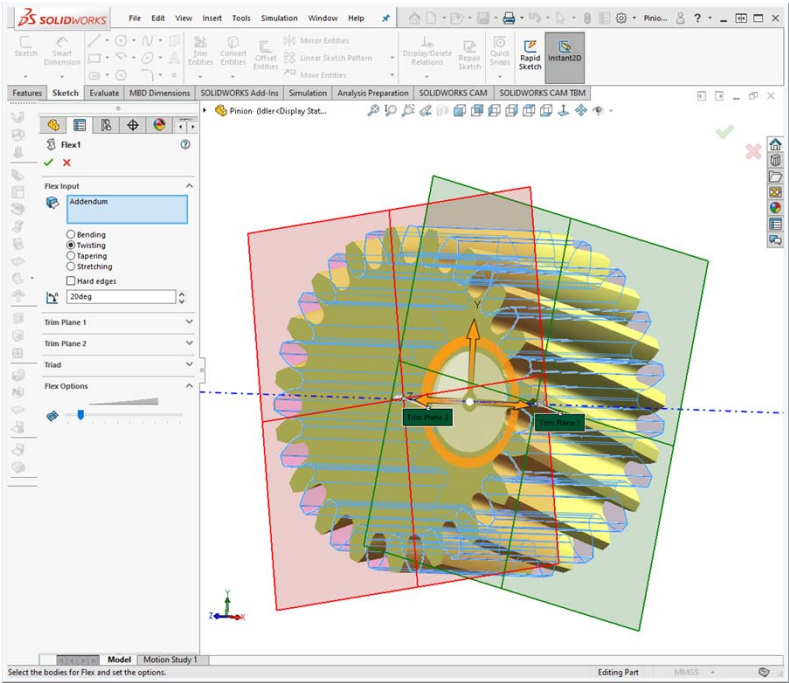 SOLIDWORKS File Edit View Insert Tools Simulation Window Help Pinio... ?
Sketch Smart Dimension Trim Entities Convert Entities Offset Entities Mirror Entities Linear Sketch Pattern Move Entities Display/Delete Relations Repair Sketch Quick Snaps Rapid Sketch Instant2D
Features Sketch Evaluate MBD Dimensions SOLIDWORKS Add-Ins Simulation Analysis Preparation SOLIDWORKS CAM SOLIDWORKS CAM TBM
Pinion (Idler<Display Stat...
Flex1
Flex Input
Addendum
Bending
Twisting
Tapering
Stretching
Hard edges
20deg
Trim Plane 1
Trim Plane 2
Triad
Flex Options
Y
Z
Trim Plane 2
Trim Plane 1
Y
Z X
Model Motion Study 1
Select the bodies for Flex and set the options. Editing Part MMGS